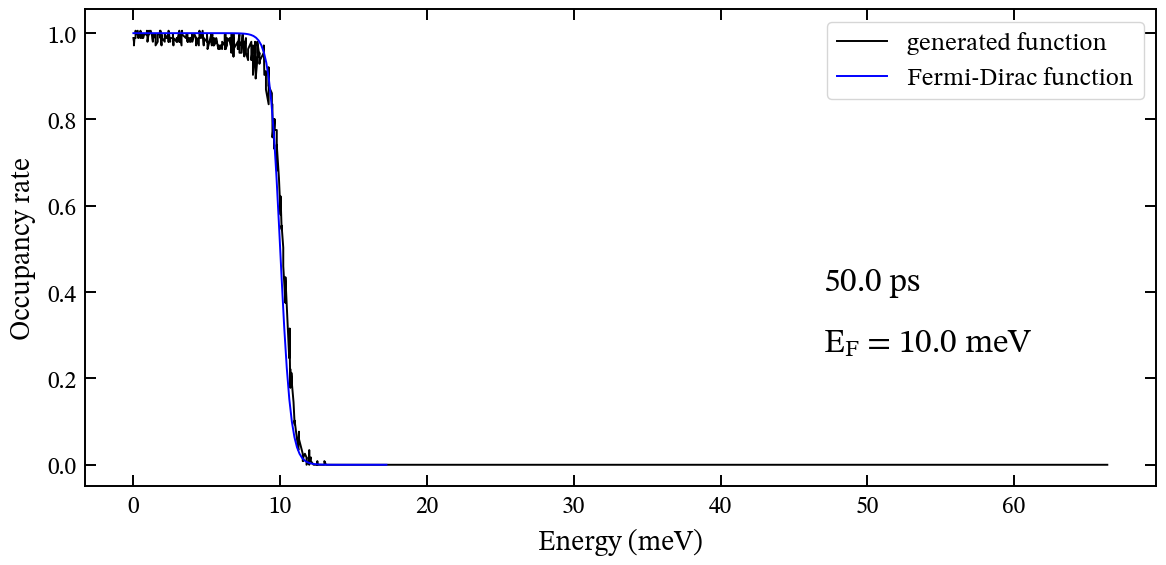 generated function
Fermi-Dirac function
1.0
0.8
0.6
0.4
0.2
0.0
Occupancy rate
50.0 ps
E_F = 10.0 meV
0 10 20 30 40 50 60
Energy (meV)